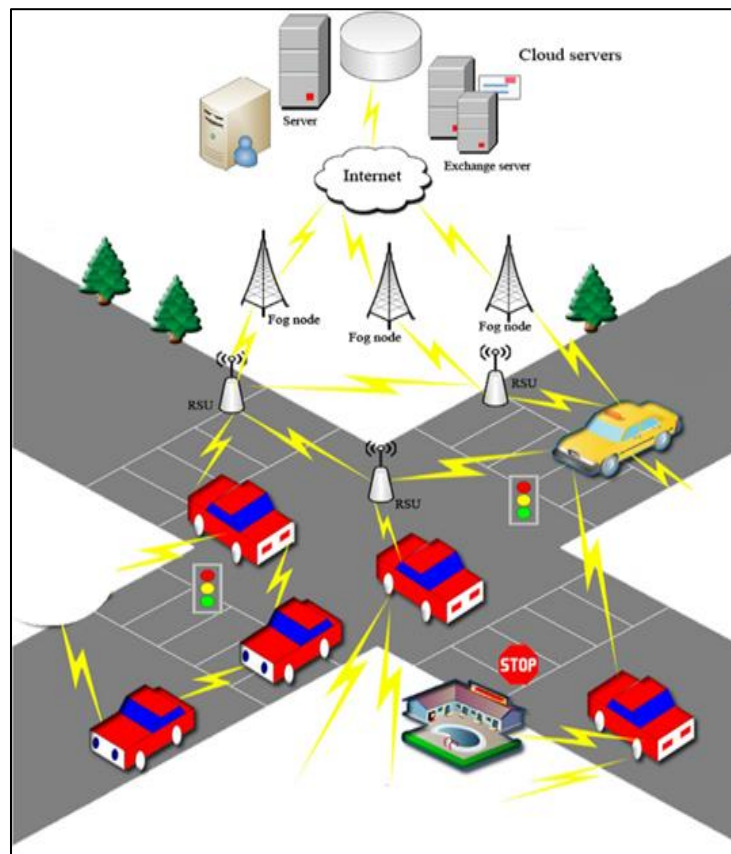 Cloud servers
Server
Exchange server
Internet
Fog node
Fog node
Fog node
RSU
RSU
RSU
STOP